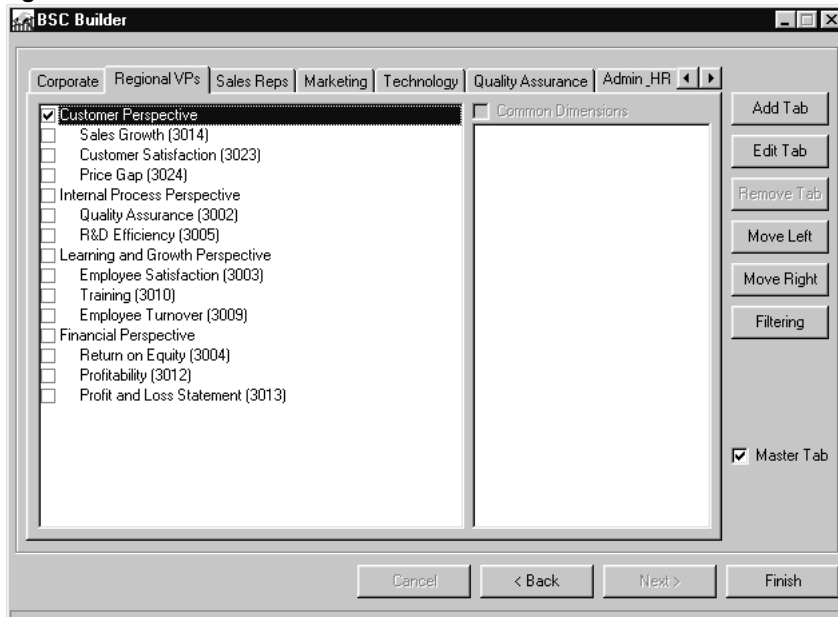 BSC Builder
Corporate Regional VPs Sales Reps Marketing Technology Quality Assurance Admin_HR
Customer Perspective
Sales Growth (3014)
Customer Satisfaction (3023)
Price Gap (3024)
Internal Process Perspective
Quality Assurance (3002)
R&D Efficiency (3005)
Learning and Growth Perspective
Employee Satisfaction (3003)
Training (3010)
Employee Turnover (3009)
Financial Perspective
Return on Equity (3004)
Profitability (3012)
Profit and Loss Statement (3013)
Common Dimensions
Add Tab
Edit Tab
Remove Tab
Move Left
Move Right
Filtering
Master Tab
Cancel < Back Next > Finish